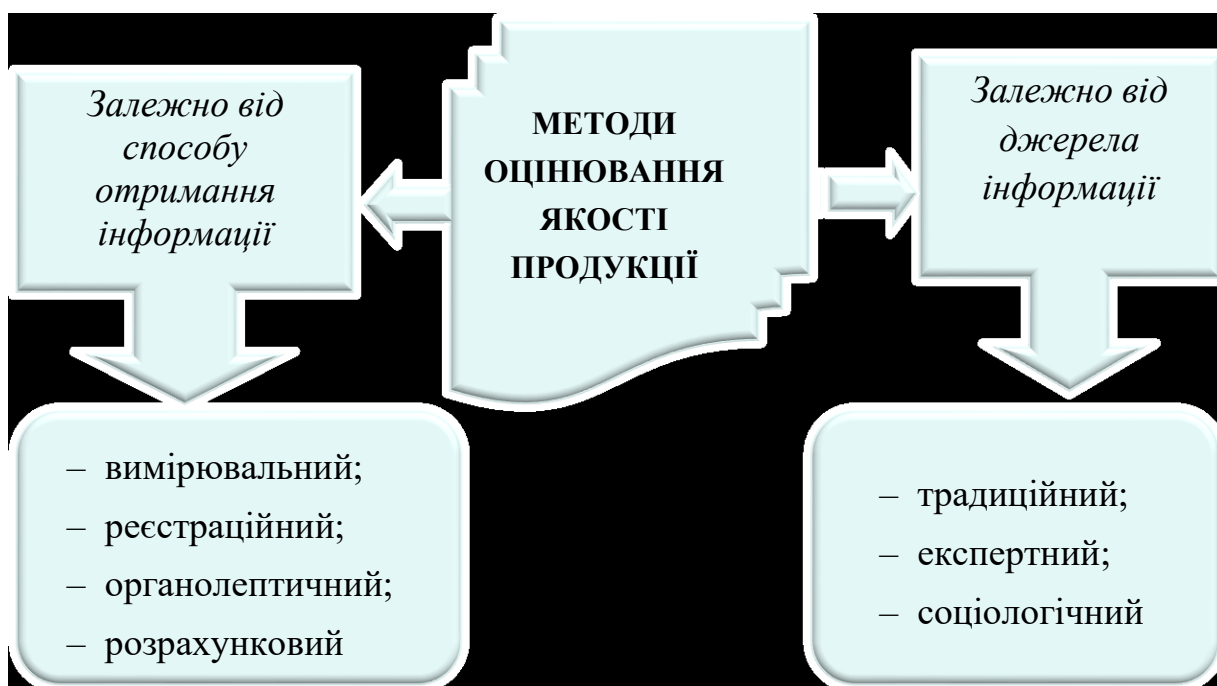 Залежно від
способу
отримання
інформації
МЕТОДИ
ОЦІНЮВАННЯ
ЯКОСТІ
ПРОДУКЦІЇ
Залежно від
джерела
інформації
– вимірювальний;
– реєстраційний;
– органолептичний;
– розрахунковий
– традиційний;
– експертний;
– соціологічний